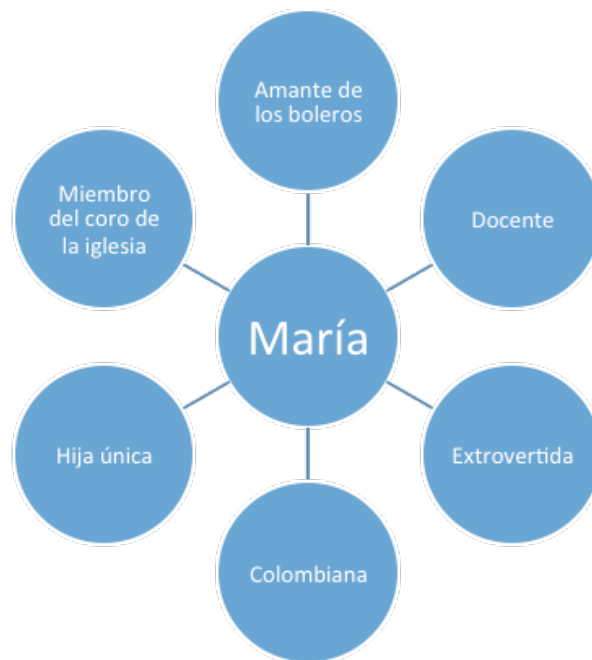 Amante de
los boleros
Miembro
del coro de
la iglesia
Docente
María
Hija única
Extrovertida
Colombiana